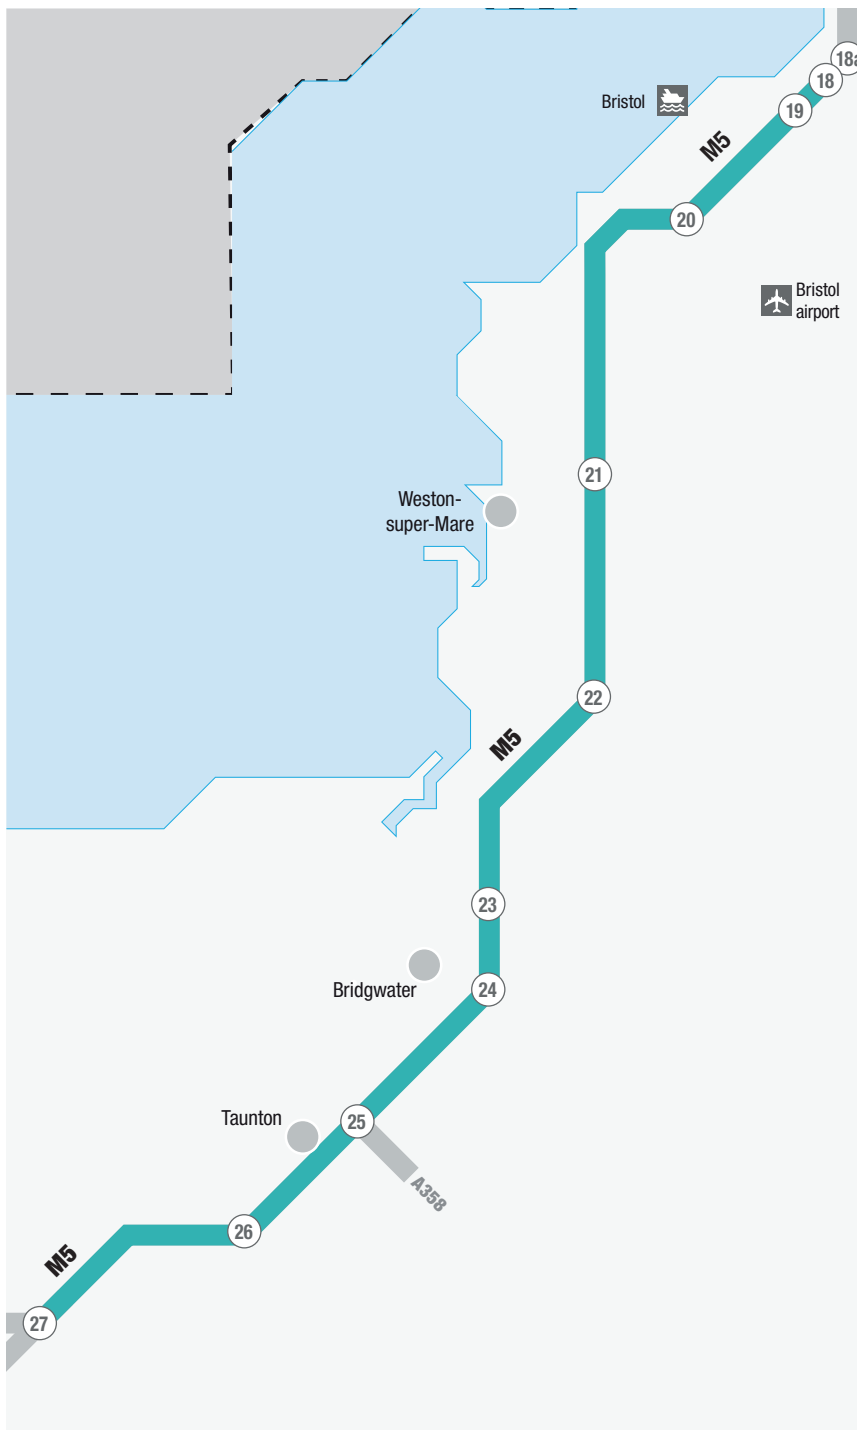 18a
18
Bristol
19
M5
20
Bristol
airport
21
Weston-
super-Mare
22
M5
23
Bridgwater
24
Taunton
25
A358
26
M5
27